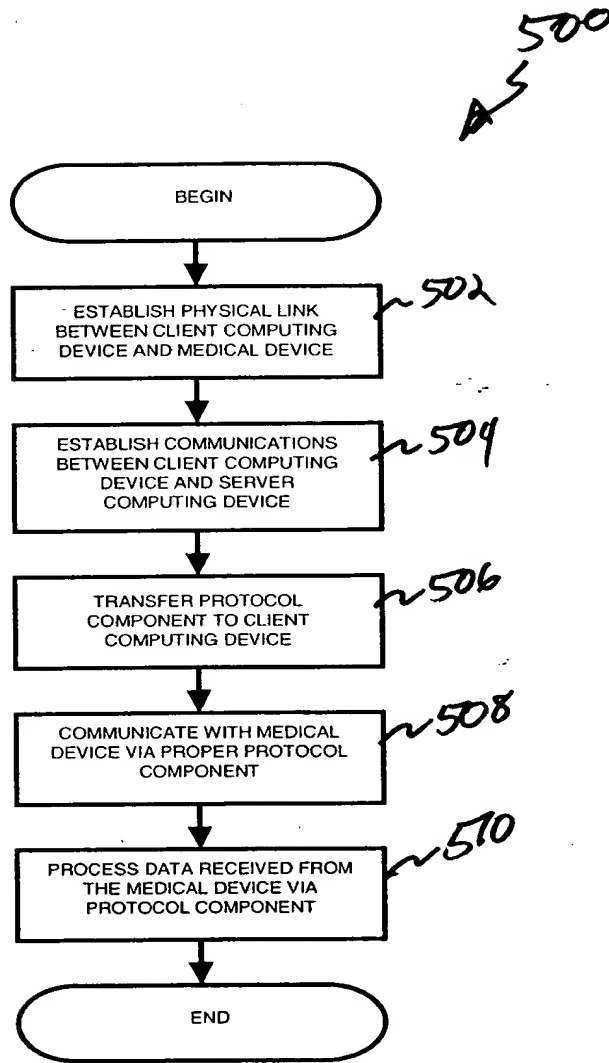 500
BEGIN
ESTABLISH PHYSICAL LINK
BETWEEN CLIENT COMPUTING
DEVICE AND MEDICAL DEVICE
502
ESTABLISH COMMUNICATIONS
BETWEEN CLIENT COMPUTING
DEVICE AND SERVER
COMPUTING DEVICE
504
TRANSFER PROTOCOL
COMPONENT TO CLIENT
COMPUTING DEVICE
506
COMMUNICATE WITH MEDICAL
DEVICE VIA PROPER PROTOCOL
COMPONENT
508
PROCESS DATA RECEIVED FROM
THE MEDICAL DEVICE VIA
PROTOCOL COMPONENT
510
END